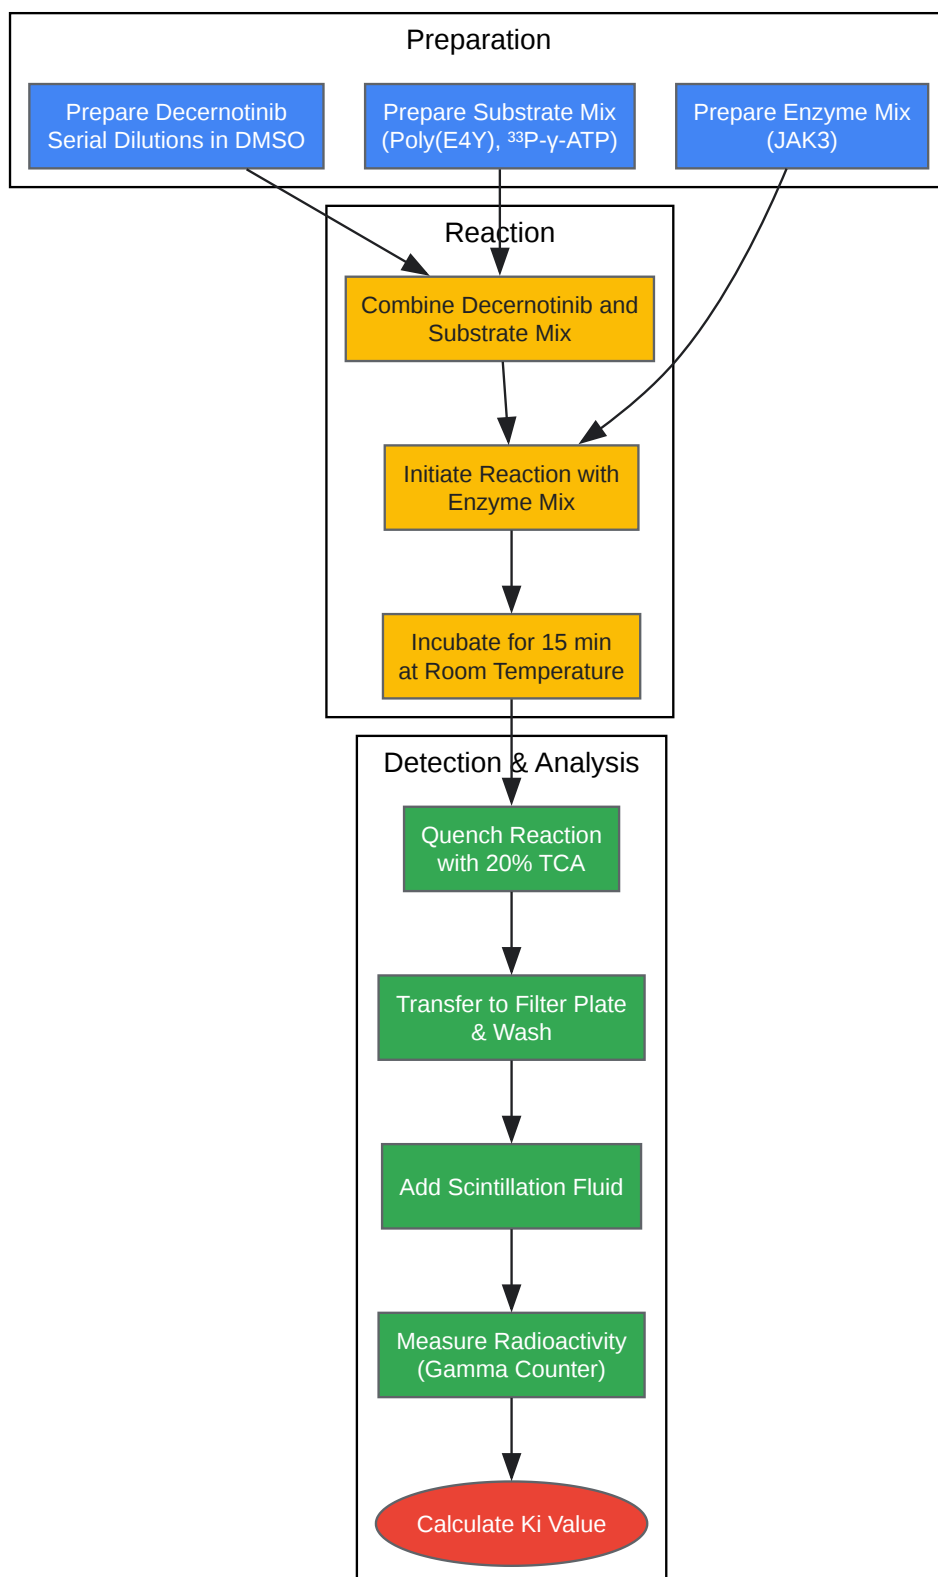 Preparation
Prepare Decernotinib
Serial Dilutions in DMSO
Prepare Substrate Mix
(Poly(E4Y), ³³P-γ-ATP)
Prepare Enzyme Mix
(JAK3)
Reaction
Combine Decernotinib and
Substrate Mix
Initiate Reaction with
Enzyme Mix
Incubate for 15 min
at Room Temperature
Detection & Analysis
Quench Reaction
with 20% TCA
Transfer to Filter Plate
& Wash
Add Scintillation Fluid
Measure Radioactivity
(Gamma Counter)
Calculate Ki Value